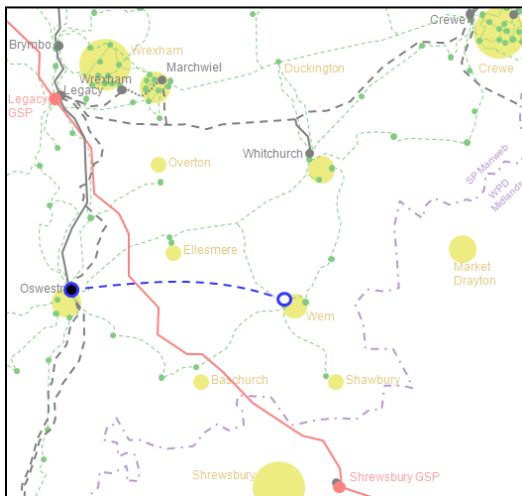 Crewe
Brymbo
Wrexham
Marchwiel
Duckington
Crewe
Wrexham
Legacy
Legacy
GSP
Whitchurch
SP Manweb
WPD
Midlands
Overton
Ellesmere
Market
Drayton
Oswestr
Wem
Baschurch
Shawbury
Shrewsbury
Shrewsbury GSP